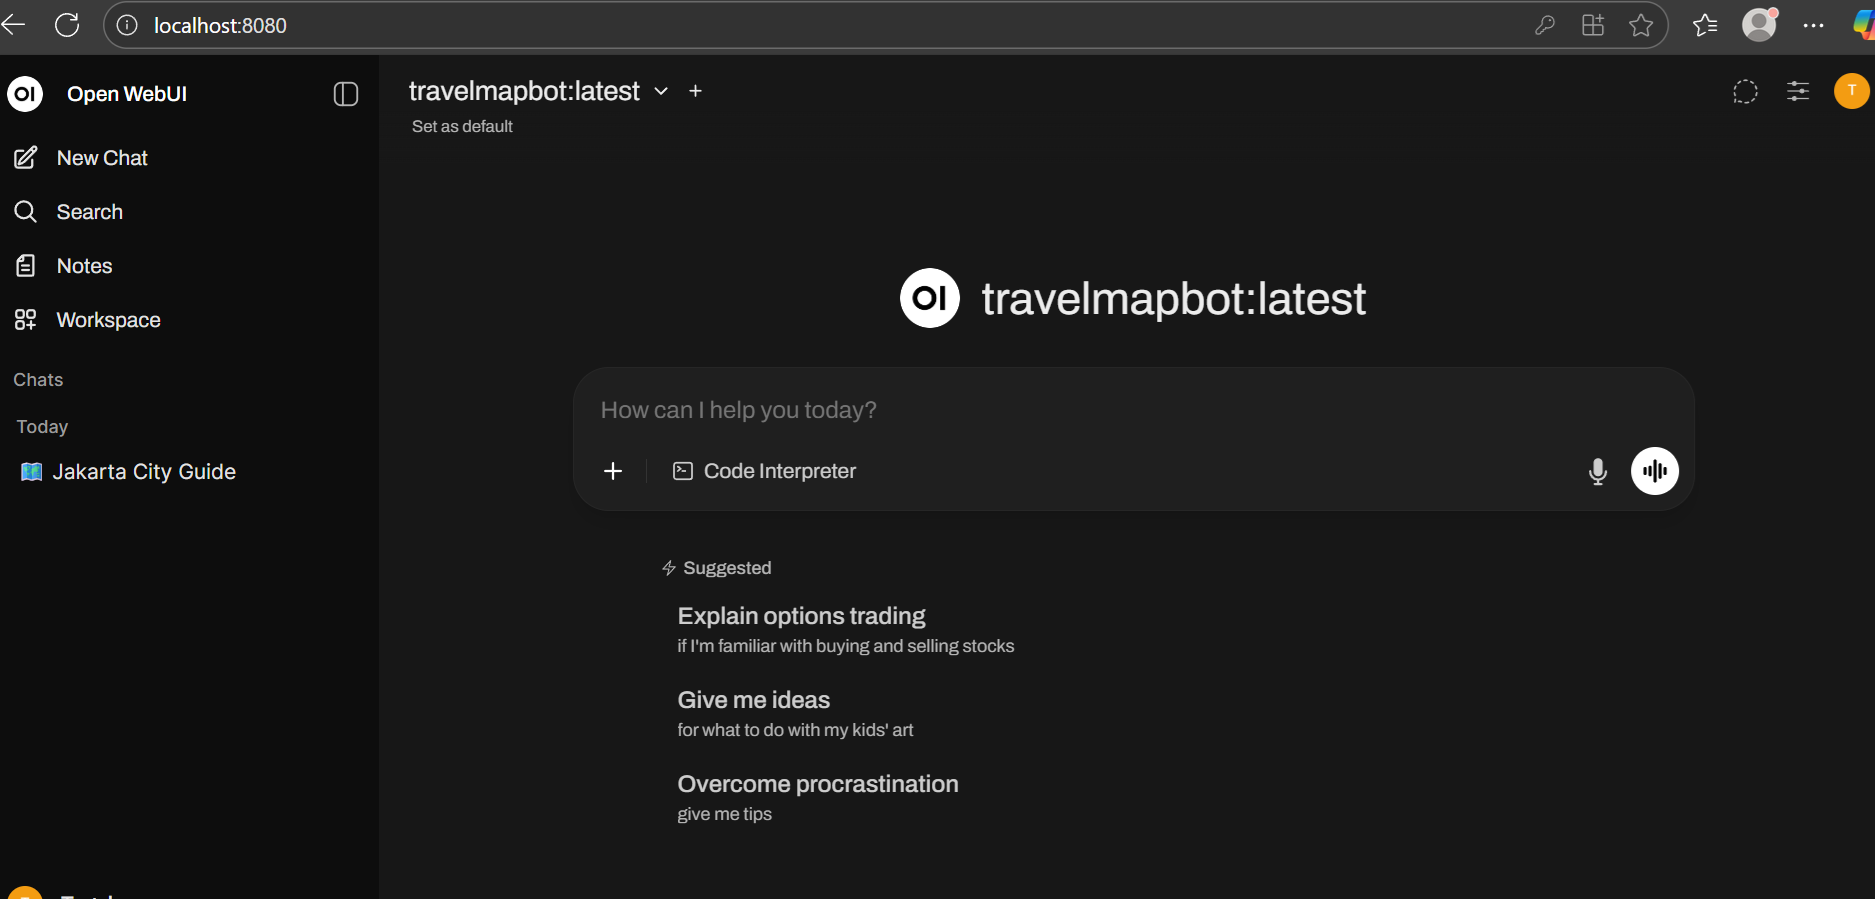 localhost:8080
OI Open WebUI
travelmapbot:latest
Set as default
T
New Chat
Search
Notes
Workspace
Chats
Today
Jakarta City Guide
OI travelmapbot:latest
How can I help you today?
Code Interpreter
Suggested
Explain options trading
if I'm familiar with buying and selling stocks
Give me ideas
for what to do with my kids' art
Overcome procrastination
give me tips